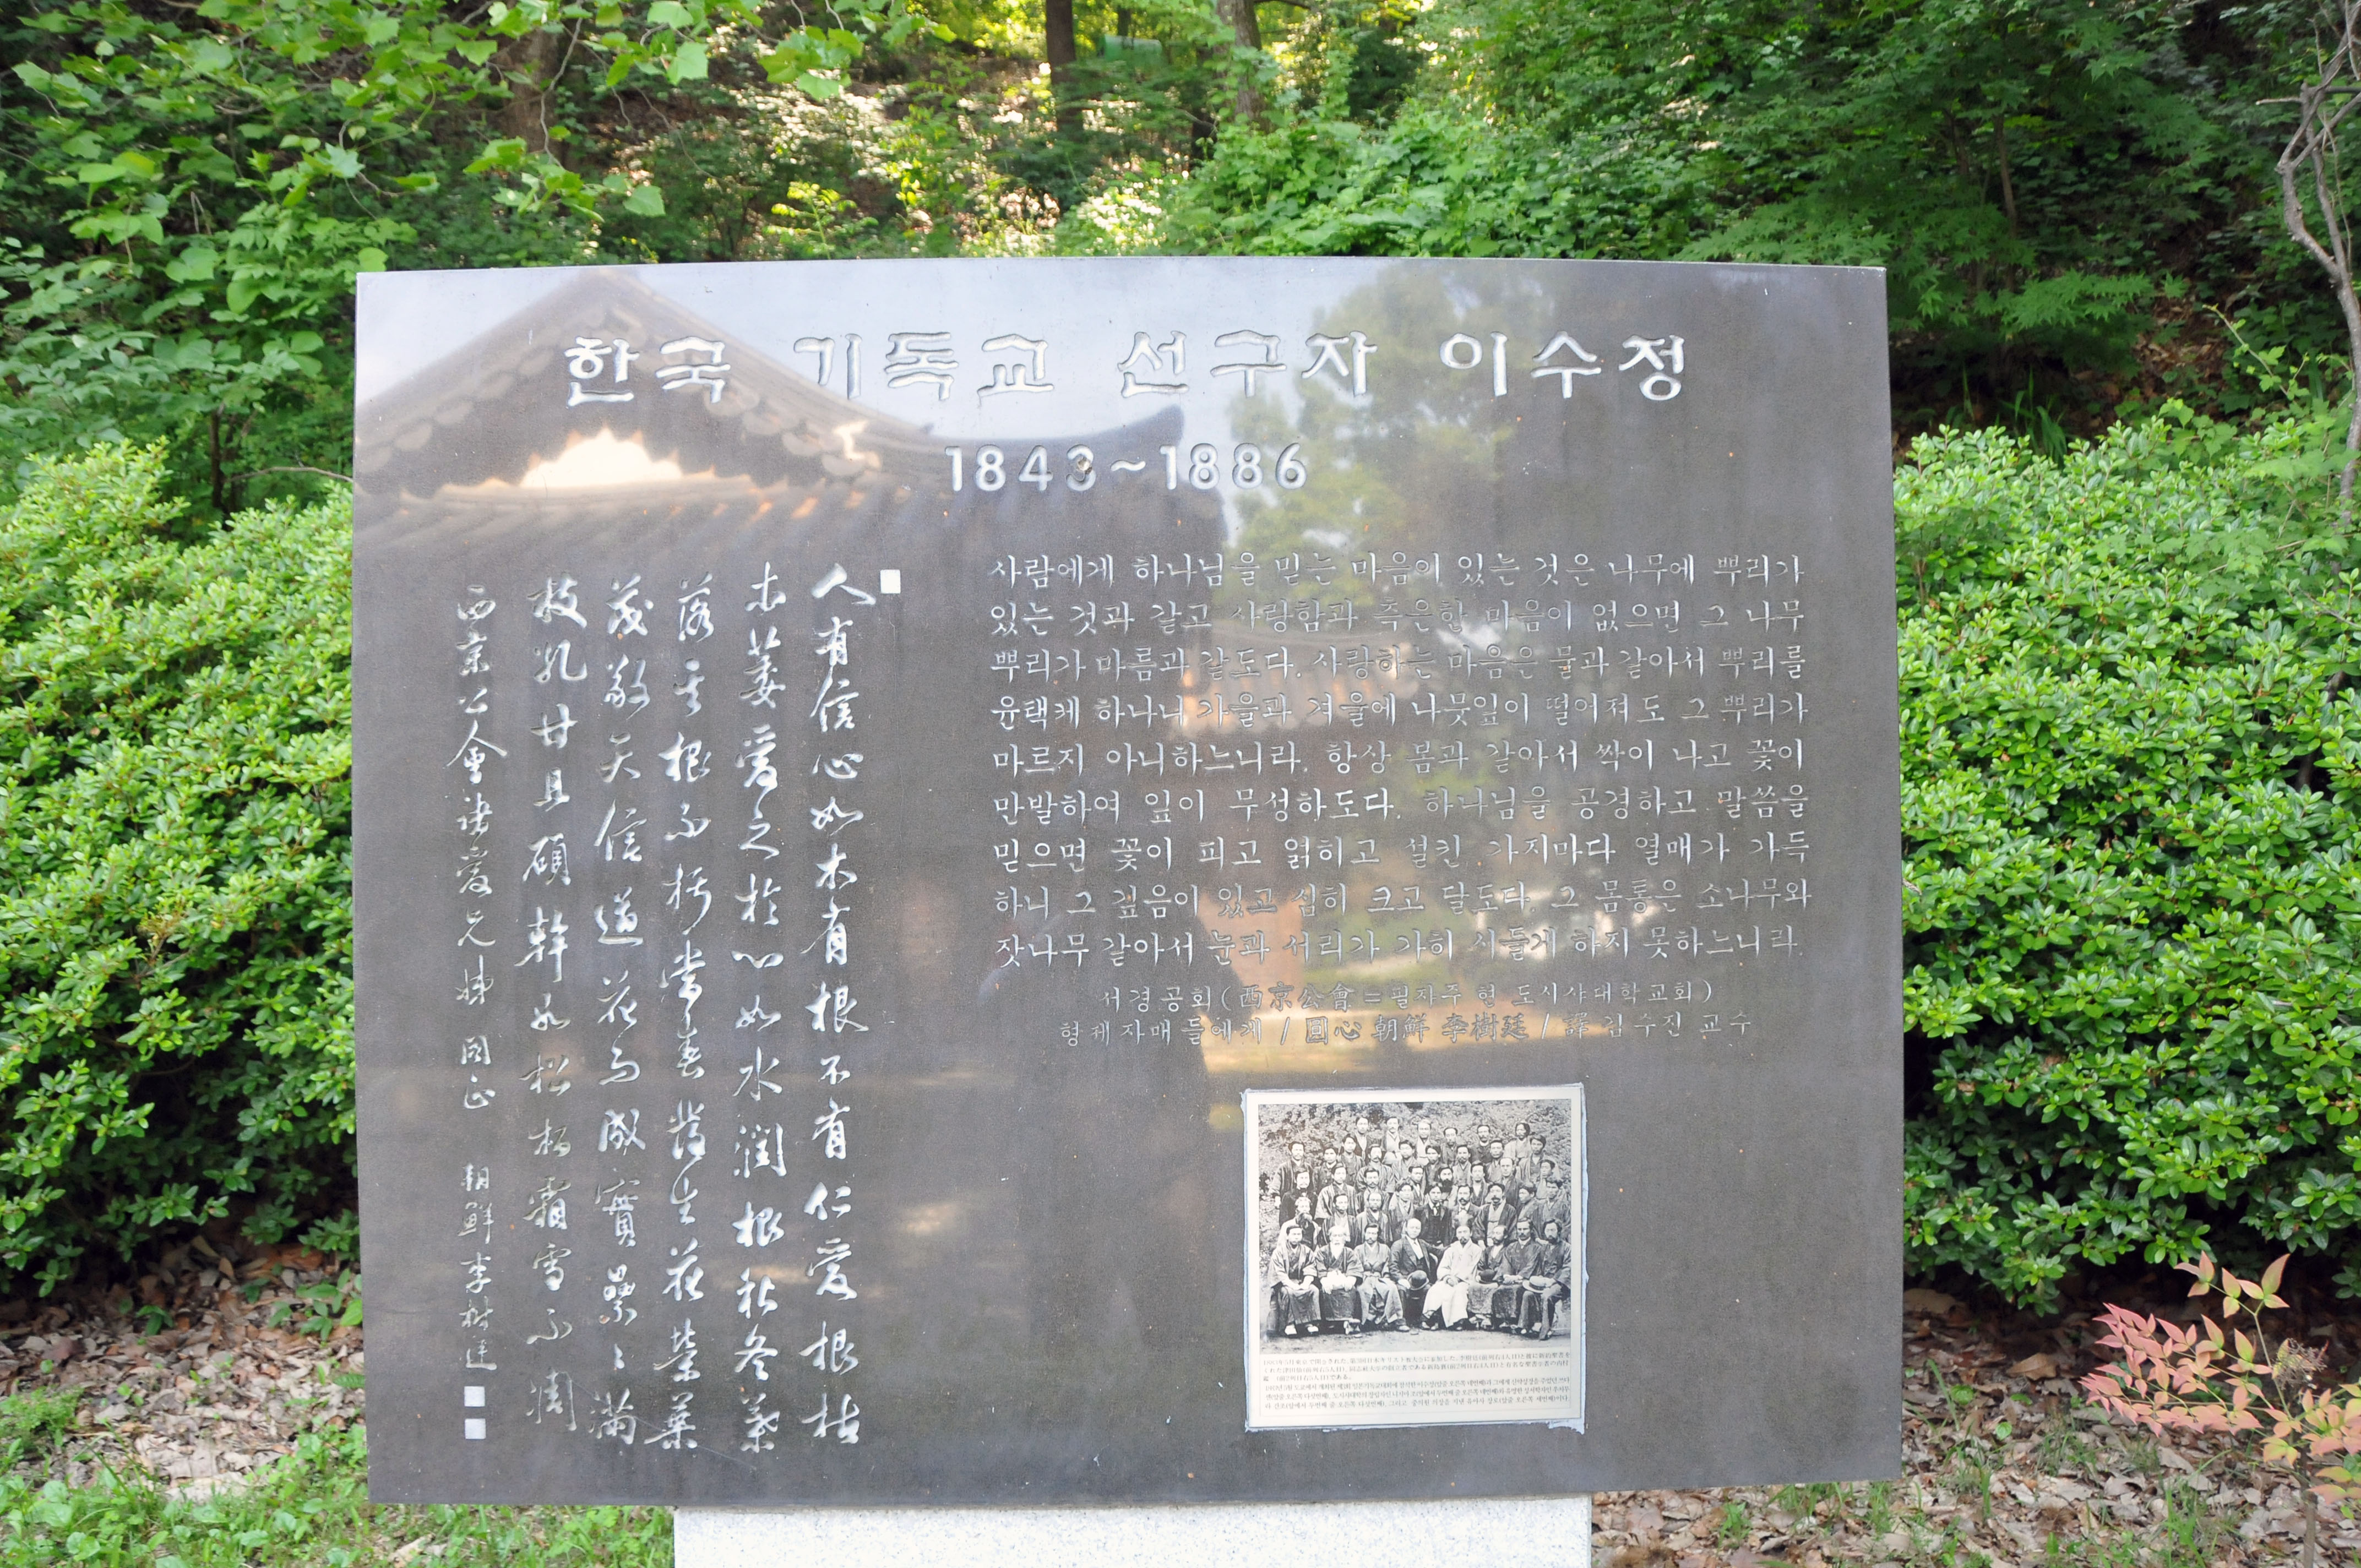 한국 기독교 선구자 이수정
1843~1886
人有信心如木有根不有仁愛根枯
木萎愛之於心如水潤根秋冬葉
落其根不朽常春發生花榮葉
茂敬天信道花而成實纍々滿
枝孔甘且碩幹如松栢霜雪不凋
西京公會諸愛兄姊 同正 朝鮮李樹廷
사람에게 하나님을 믿는 마음이 있는 것은 나무에 뿌리가
있는 것과 같고 사랑함과 측은한 마음이 없으면 그 나무
뿌리가 마름과 같도다. 사랑하는 마음은 물과 같아서 뿌리를
윤택케 하나니 가을과 겨울에 나뭇잎이 떨어져도 그 뿌리가
마르지 아니하느니라. 항상 봄과 같아서 싹이 나고 꽃이
만발하여 잎이 무성하도다. 하나님을 공경하고 말씀을
믿으면 꽃이 피고 얽히고 설킨 가지마다 열매가 가득
하니 그 깊음이 있고 심히 크고 달도다. 그 몸통은 소나무와
잣나무 같아서 눈과 서리가 가히 시들게 하지 못하느니라.
서경공회(西京公會=필자주 현 도시샤대학교회)
형제자매 들에게 / 回心 朝鮮 李樹廷 / 譯 김수진 교수